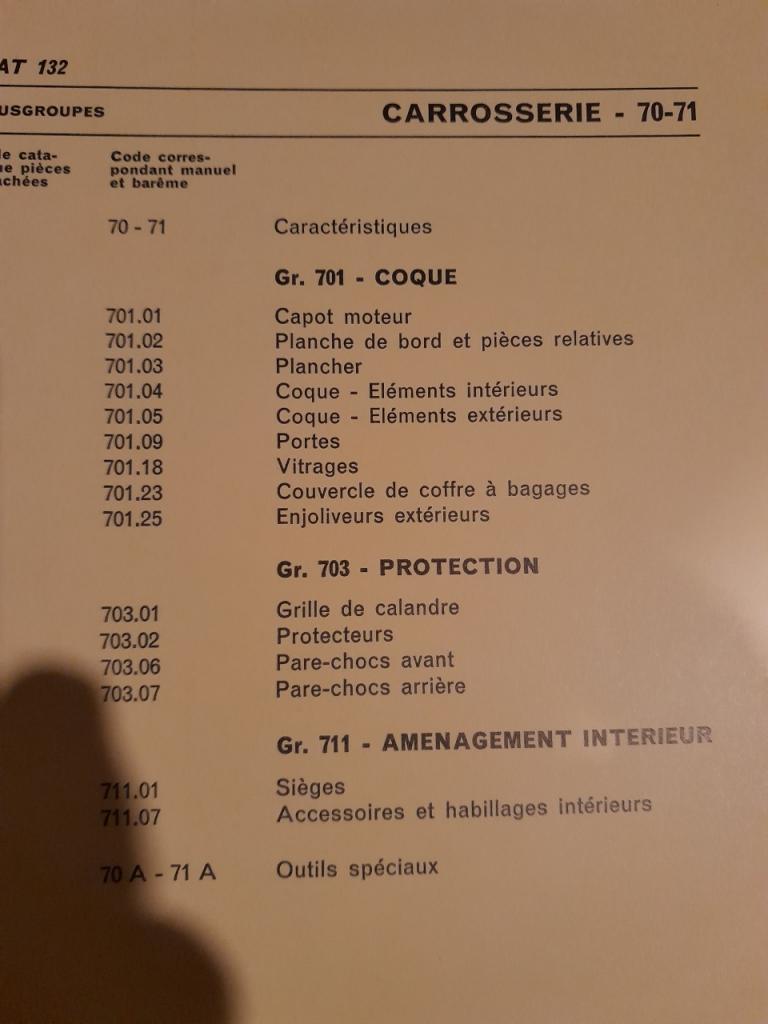 AT 132
USGROUPES CARROSSERIE - 70-71
e cata-
e pièces
chées
Code corres-
pondant manuel
et barême
70 - 71 Caractéristiques
Gr. 701 - COQUE
701.01 Capot moteur
701.02 Planche de bord et pièces relatives
701.03 Plancher
701.04 Coque - Eléments intérieurs
701.05 Coque - Eléments extérieurs
701.09 Portes
701.18 Vitrages
701.23 Couvercle de coffre à bagages
701.25 Enjoliveurs extérieurs
Gr. 703 - PROTECTION
703.01 Grille de calandre
703.02 Protecteurs
703.06 Pare-chocs avant
703.07 Pare-chocs arrière
Gr. 711 - AMENAGEMENT INTERIEUR
711.01 Sièges
711.07 Accessoires et habillages intérieurs
70 A - 71 A Outils spéciaux